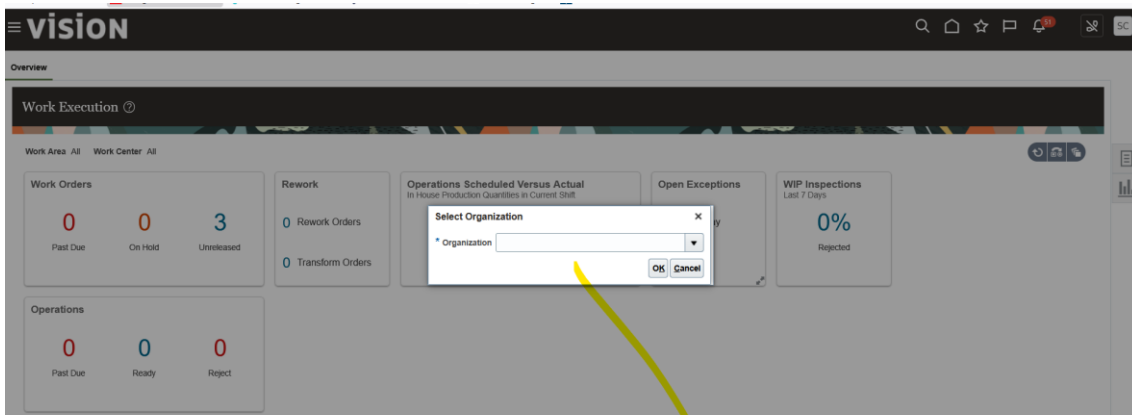 vision
51
SC
Overview
Work Execution
Work Area All Work Center All
Work Orders
0 0 3
Past Due On Hold Unreleased
Rework
0 Rework Orders
0 Transform Orders
Operations Scheduled Versus Actual
In House Production Quantities in Current Shift
Open Exceptions
WIP Inspections
Last 7 Days
0%
Rejected
Select Organization
* Organization
OK Cancel
Operations
0 0 0
Past Due Ready Reject